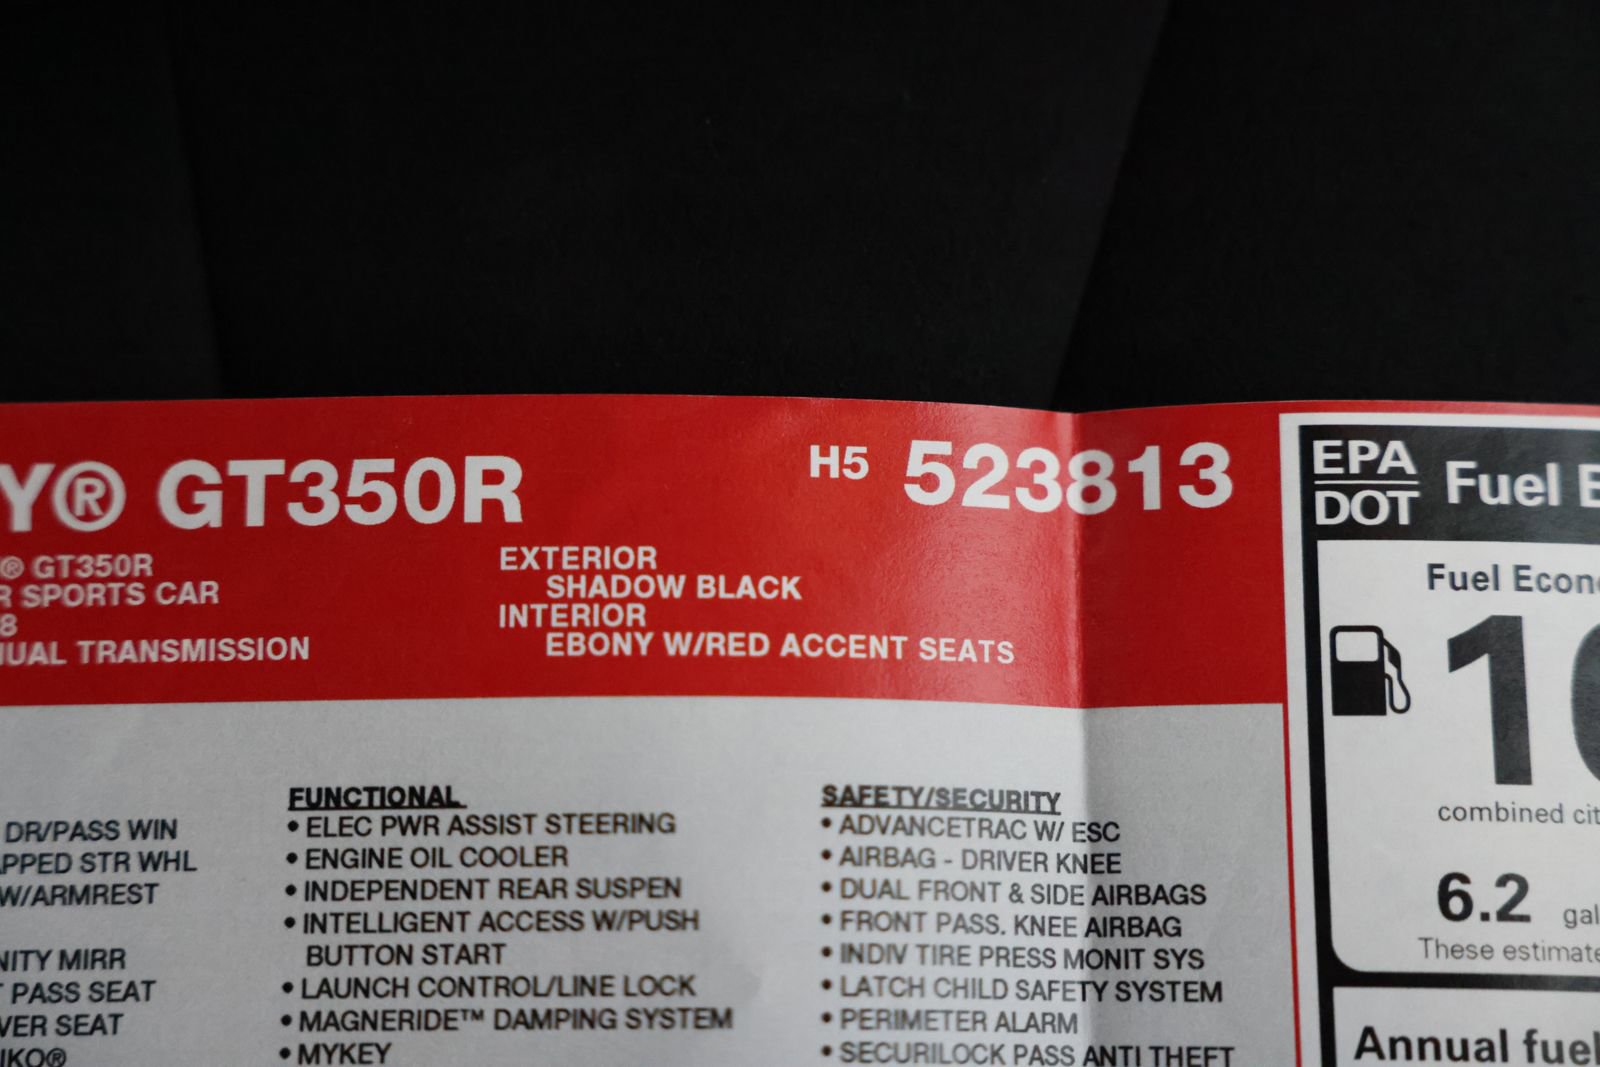 Y® GT350R
H5 523813
® GT350R
R SPORTS CAR
8
UAL TRANSMISSION
EXTERIOR
SHADOW BLACK
INTERIOR
EBONY W/RED ACCENT SEATS
DR/PASS WIN
APPED STR WHL
W/ARMREST
NITY MIRR
T PASS SEAT
VER SEAT
IKO®
FUNCTIONAL
• ELEC PWR ASSIST STEERING
• ENGINE OIL COOLER
• INDEPENDENT REAR SUSPEN
• INTELLIGENT ACCESS W/PUSH
BUTTON START
• LAUNCH CONTROL/LINE LOCK
• MAGNERIDE™ DAMPING SYSTEM
• MYKEY
SAFETY/SECURITY
• ADVANCETRAC W/ ESC
• AIRBAG - DRIVER KNEE
• DUAL FRONT & SIDE AIRBAGS
• FRONT PASS. KNEE AIRBAG
• INDIV TIRE PRESS MONIT SYS
• LATCH CHILD SAFETY SYSTEM
• PERIMETER ALARM
• SECURILOCK PASS ANTI THEFT
EPA
DOT
Fuel E
Fuel Econ
1
combined cit
6.2 gal
These estimate
Annual fuel